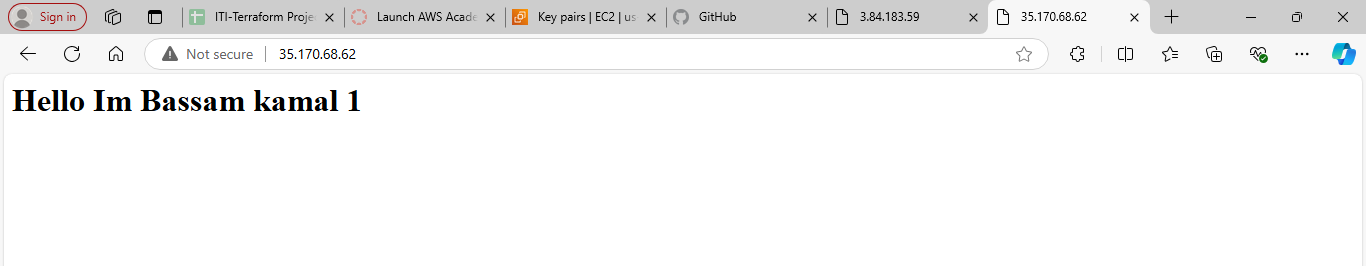 Sign in
ITI-Terraform Proje
Launch AWS Acade
Key pairs | EC2 | us
GitHub
3.84.183.59
35.170.68.62
Not secure
35.170.68.62
Hello Im Bassam kamal 1